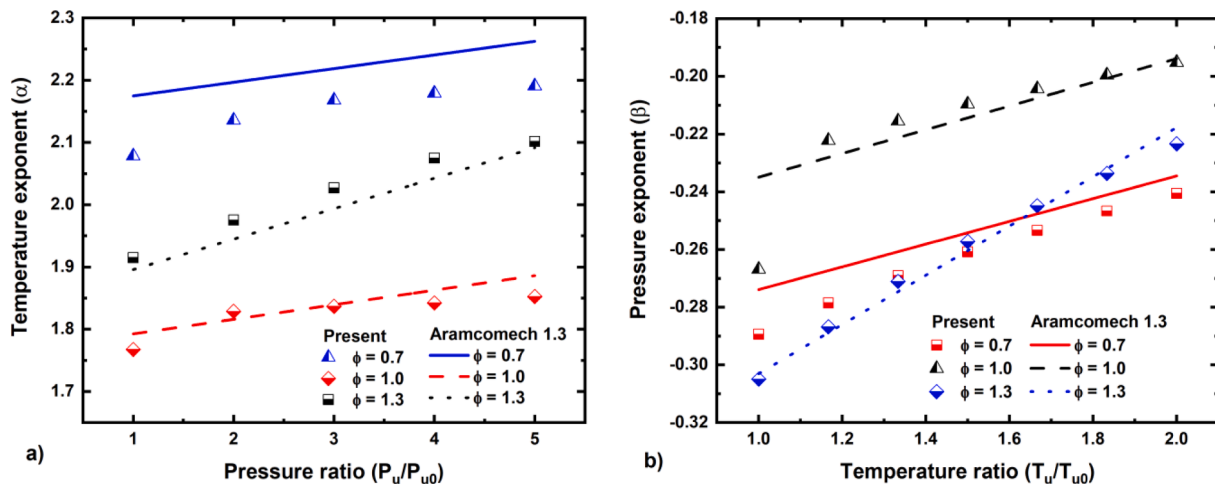 Temperature exponent (α)
2.3
2.2
2.1
2.0
1.9
1.8
1.7
Present Aramcomech 1.3
ϕ = 0.7 ϕ = 0.7
ϕ = 1.0 ϕ = 1.0
ϕ = 1.3 ϕ = 1.3
1 2 3 4 5
a) Pressure ratio (Pu/Pu0)
Pressure exponent (β)
-0.18
-0.20
-0.22
-0.24
-0.26
-0.28
-0.30
-0.32
Present Aramcomech 1.3
ϕ = 0.7 ϕ = 0.7
ϕ = 1.0 ϕ = 1.0
ϕ = 1.3 ϕ = 1.3
1.0 1.2 1.4 1.6 1.8 2.0
b) Temperature ratio (Tu/Tu0)